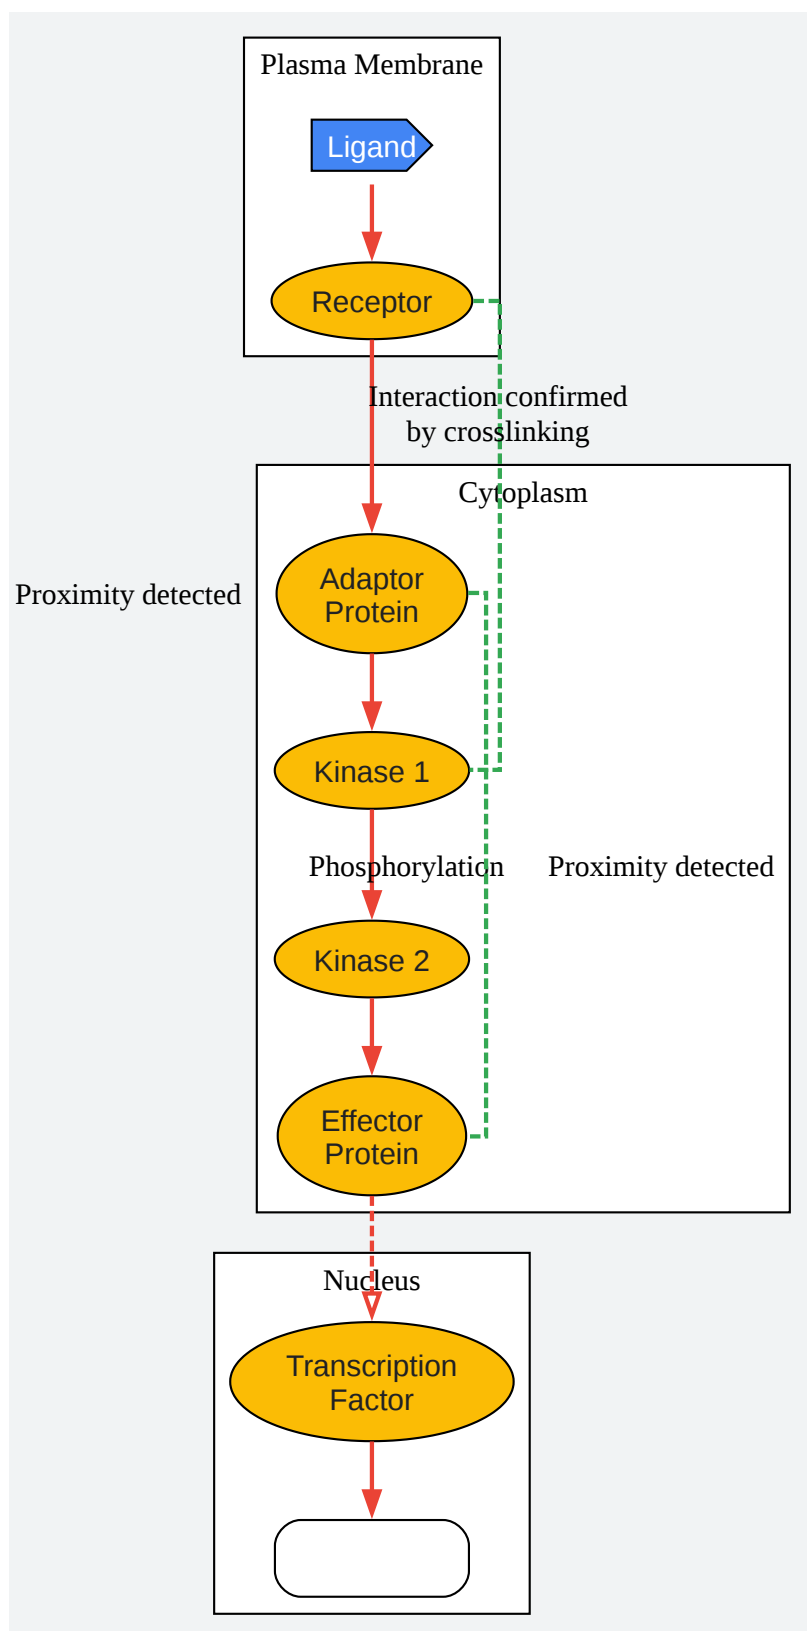 Plasma Membrane
Ligand
Receptor
Interaction confirmed
by crosslinking
Cytoplasm
Adaptor
Protein
Proximity detected
Kinase 1
Phosphorylation
Proximity detected
Kinase 2
Effector
Protein
Nucleus
Transcription
Factor